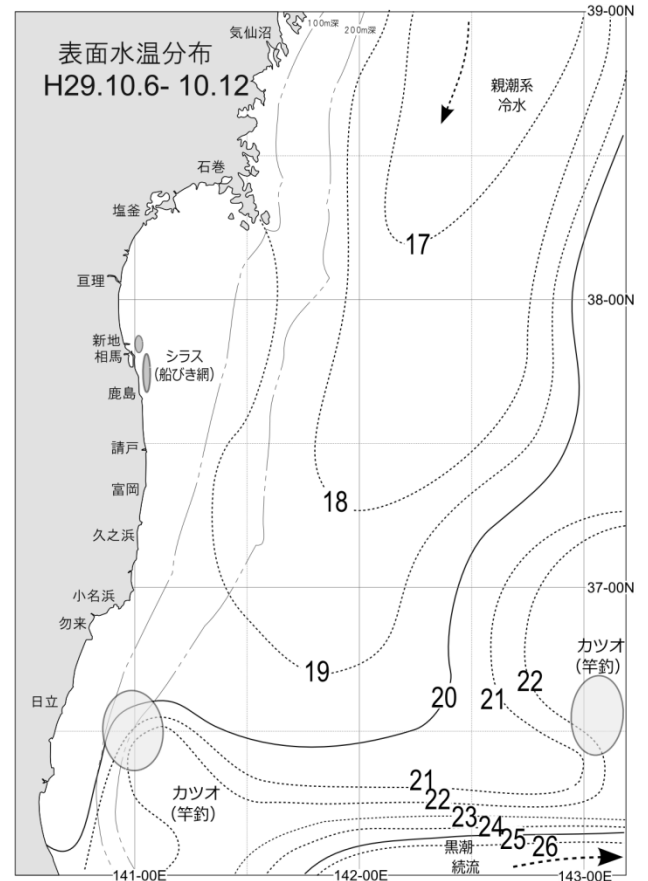 39-00N
気仙沼
100m深
200m深
表面水温分布
H29.10.6- 10.12
親潮系
冷水
石巻
塩釜
17
亘理
38-00N
新地
相馬
シラス
(船びき網)
鹿島
請戸
18
富岡
久之浜
37-00N
小名浜
勿来
カツオ
(竿釣)
19
20
21
22
日立
21
22
カツオ
(竿釣)
23
24
25
26
黒潮
続流
141-00E
142-00E
143-00E